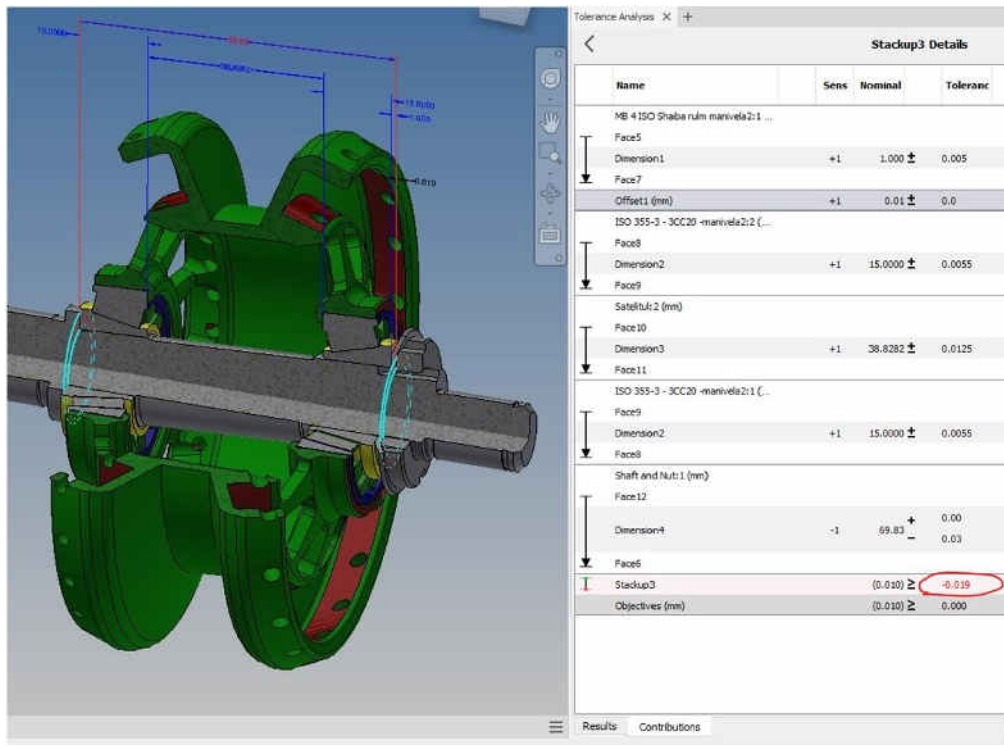 Tolerance Analysis × +
Stackup3 Details
Name Sens Nominal Toleranc
MB 4 ISO Shaiba rulm manivela2:1 ...
Face5
Dimension1 +1 1.000 ± 0.005
Face7
Offset1 (mm) +1 0.01 ± 0.0
ISO 355-3 - 3CC20 -manivela2:2 (...
Face8
Dimension2 +1 15.0000 ± 0.0055
Face9
Satelitul:2 (mm)
Face10
Dimension3 +1 38.8282 ± 0.0125
Face11
ISO 355-3 - 3CC20 -manivela2:1 (...
Face9
Dimension2 +1 15.0000 ± 0.0055
Face8
Shaft and Nut:1 (mm)
Face12
Dimension4 -1 69.83 + 0.00
− 0.03
Face6
Stackup3 (0.010) ≥ -0.019
Objectives (mm) (0.010) ≥ 0.000
Results Contributions